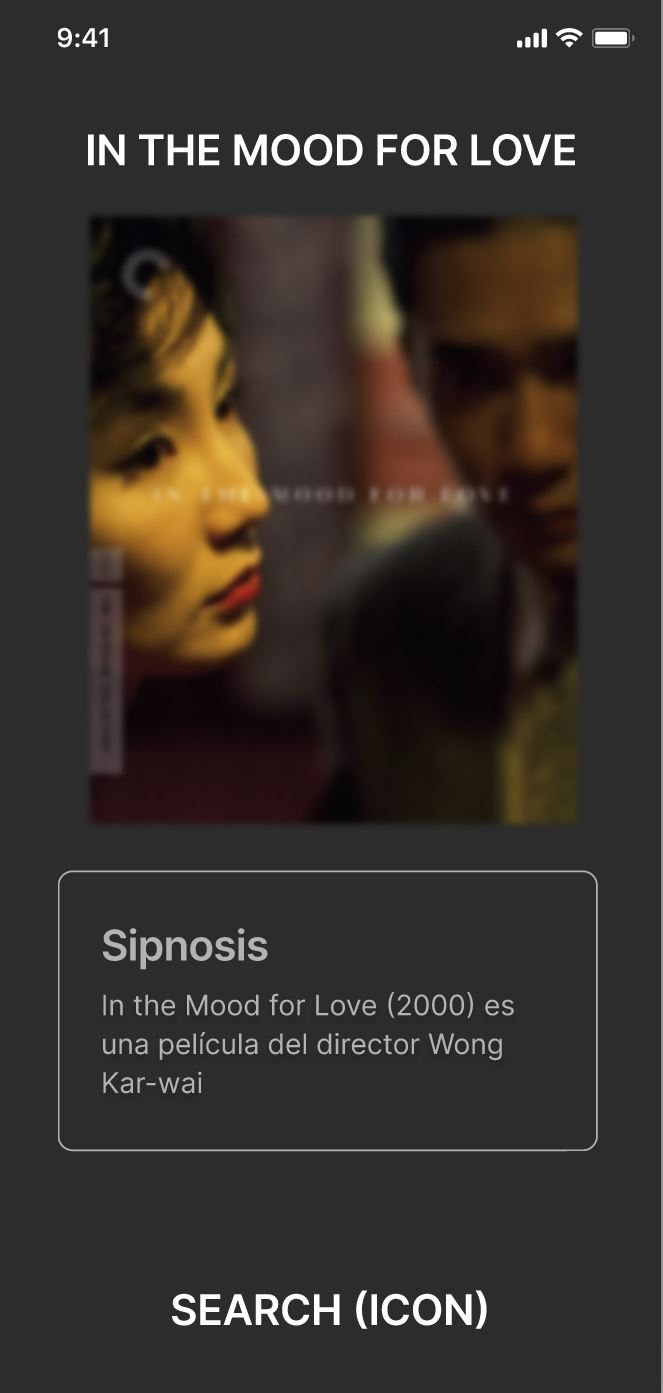 9:41
IN THE MOOD FOR LOVE
IN THE MOOD FOR LOVE
Sipnosis
In the Mood for Love (2000) es
una película del director Wong
Kar-wai
SEARCH (ICON)